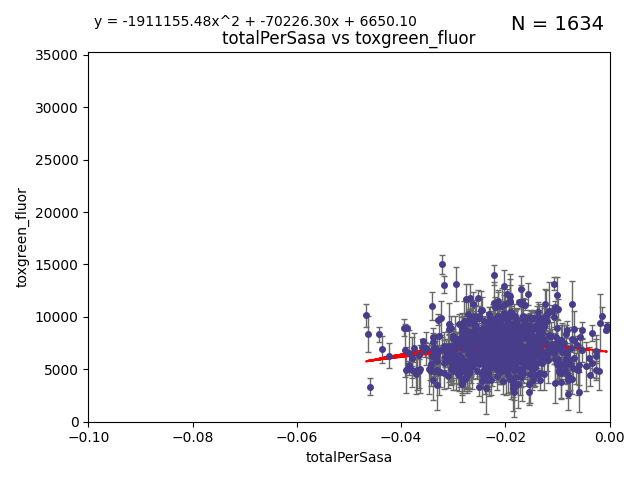 y = -1911155.48x^2 + -70226.30x + 6650.10
N = 1634
totalPerSasa vs toxgreen_fluor
35000
30000
25000
20000
15000
10000
5000
0
toxgreen_fluor
−0.10 −0.08 −0.06 −0.04 −0.02 0.00
totalPerSasa